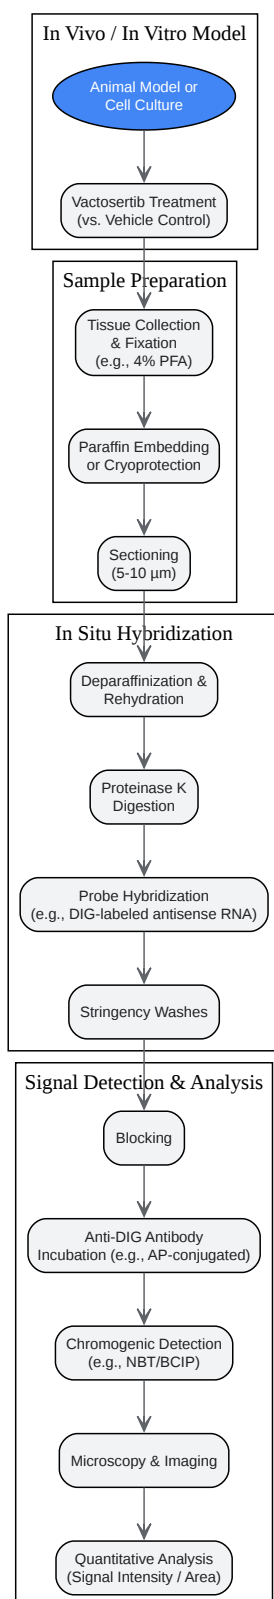 In Vivo / In Vitro Model
Animal Model or
Cell Culture
Vactosertib Treatment
(vs. Vehicle Control)
Sample Preparation
Tissue Collection
& Fixation
(e.g., 4% PFA)
Paraffin Embedding
or Cryoprotection
Sectioning
(5-10 µm)
In Situ Hybridization
Deparaffinization &
Rehydration
Proteinase K
Digestion
Probe Hybridization
(e.g., DIG-labeled antisense RNA)
Stringency Washes
Signal Detection & Analysis
Blocking
Anti-DIG Antibody
Incubation (e.g., AP-conjugated)
Chromogenic Detection
(e.g., NBT/BCIP)
Microscopy & Imaging
Quantitative Analysis
(Signal Intensity / Area)